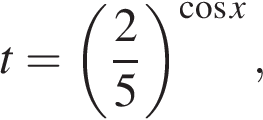 t = (2/5)^{cos x},